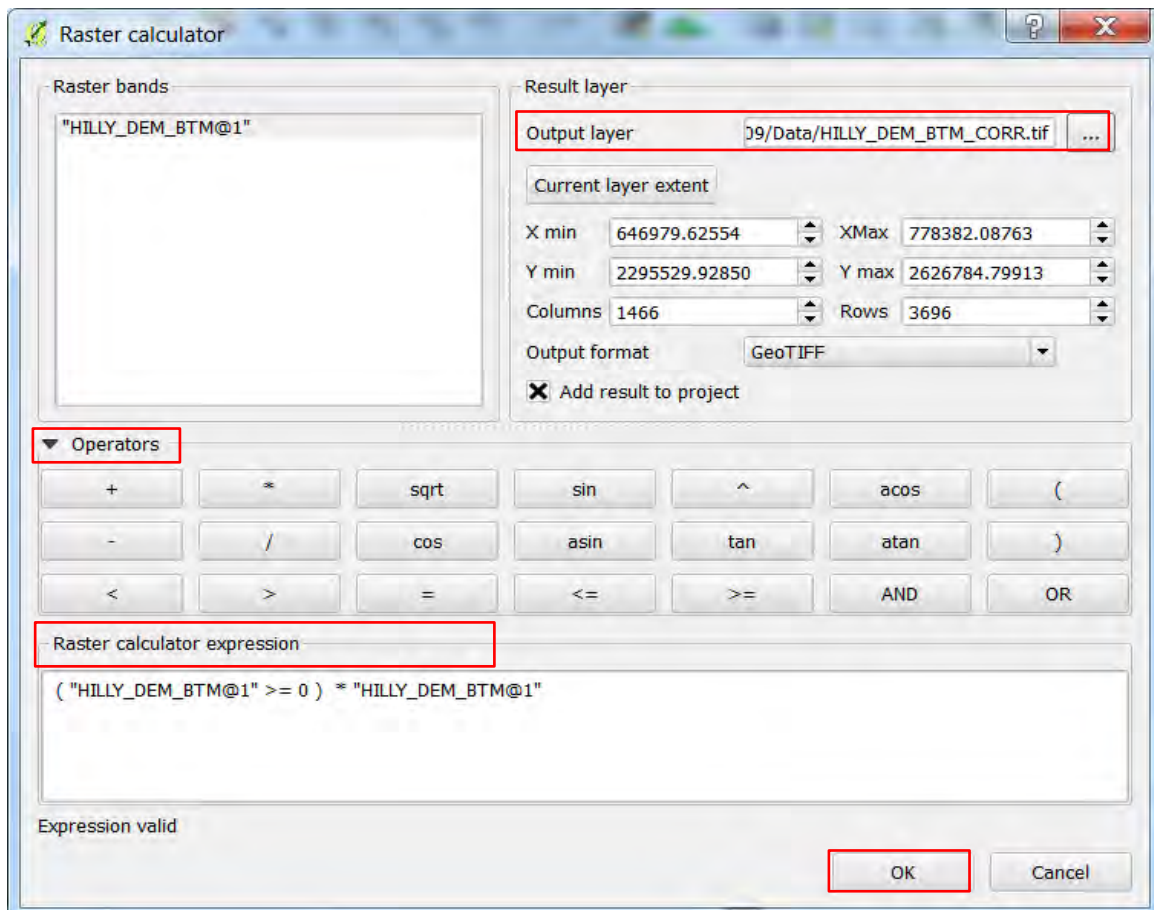 Raster calculator
Raster bands
"HILLY_DEM_BTM@1"
Result layer
Output layer 09/Data/HILLY_DEM_BTM_CORR.tif ...
Current layer extent
X min 646979.62554 XMax 778382.08763
Y min 2295529.92850 Y max 2626784.79913
Columns 1466 Rows 3696
Output format GeoTIFF
Add result to project
Operators
+ * sqrt sin ^ acos (
- / cos asin tan atan )
< > = <= >= AND OR
Raster calculator expression
( "HILLY_DEM_BTM@1" >= 0 ) * "HILLY_DEM_BTM@1"
Expression valid
OK Cancel